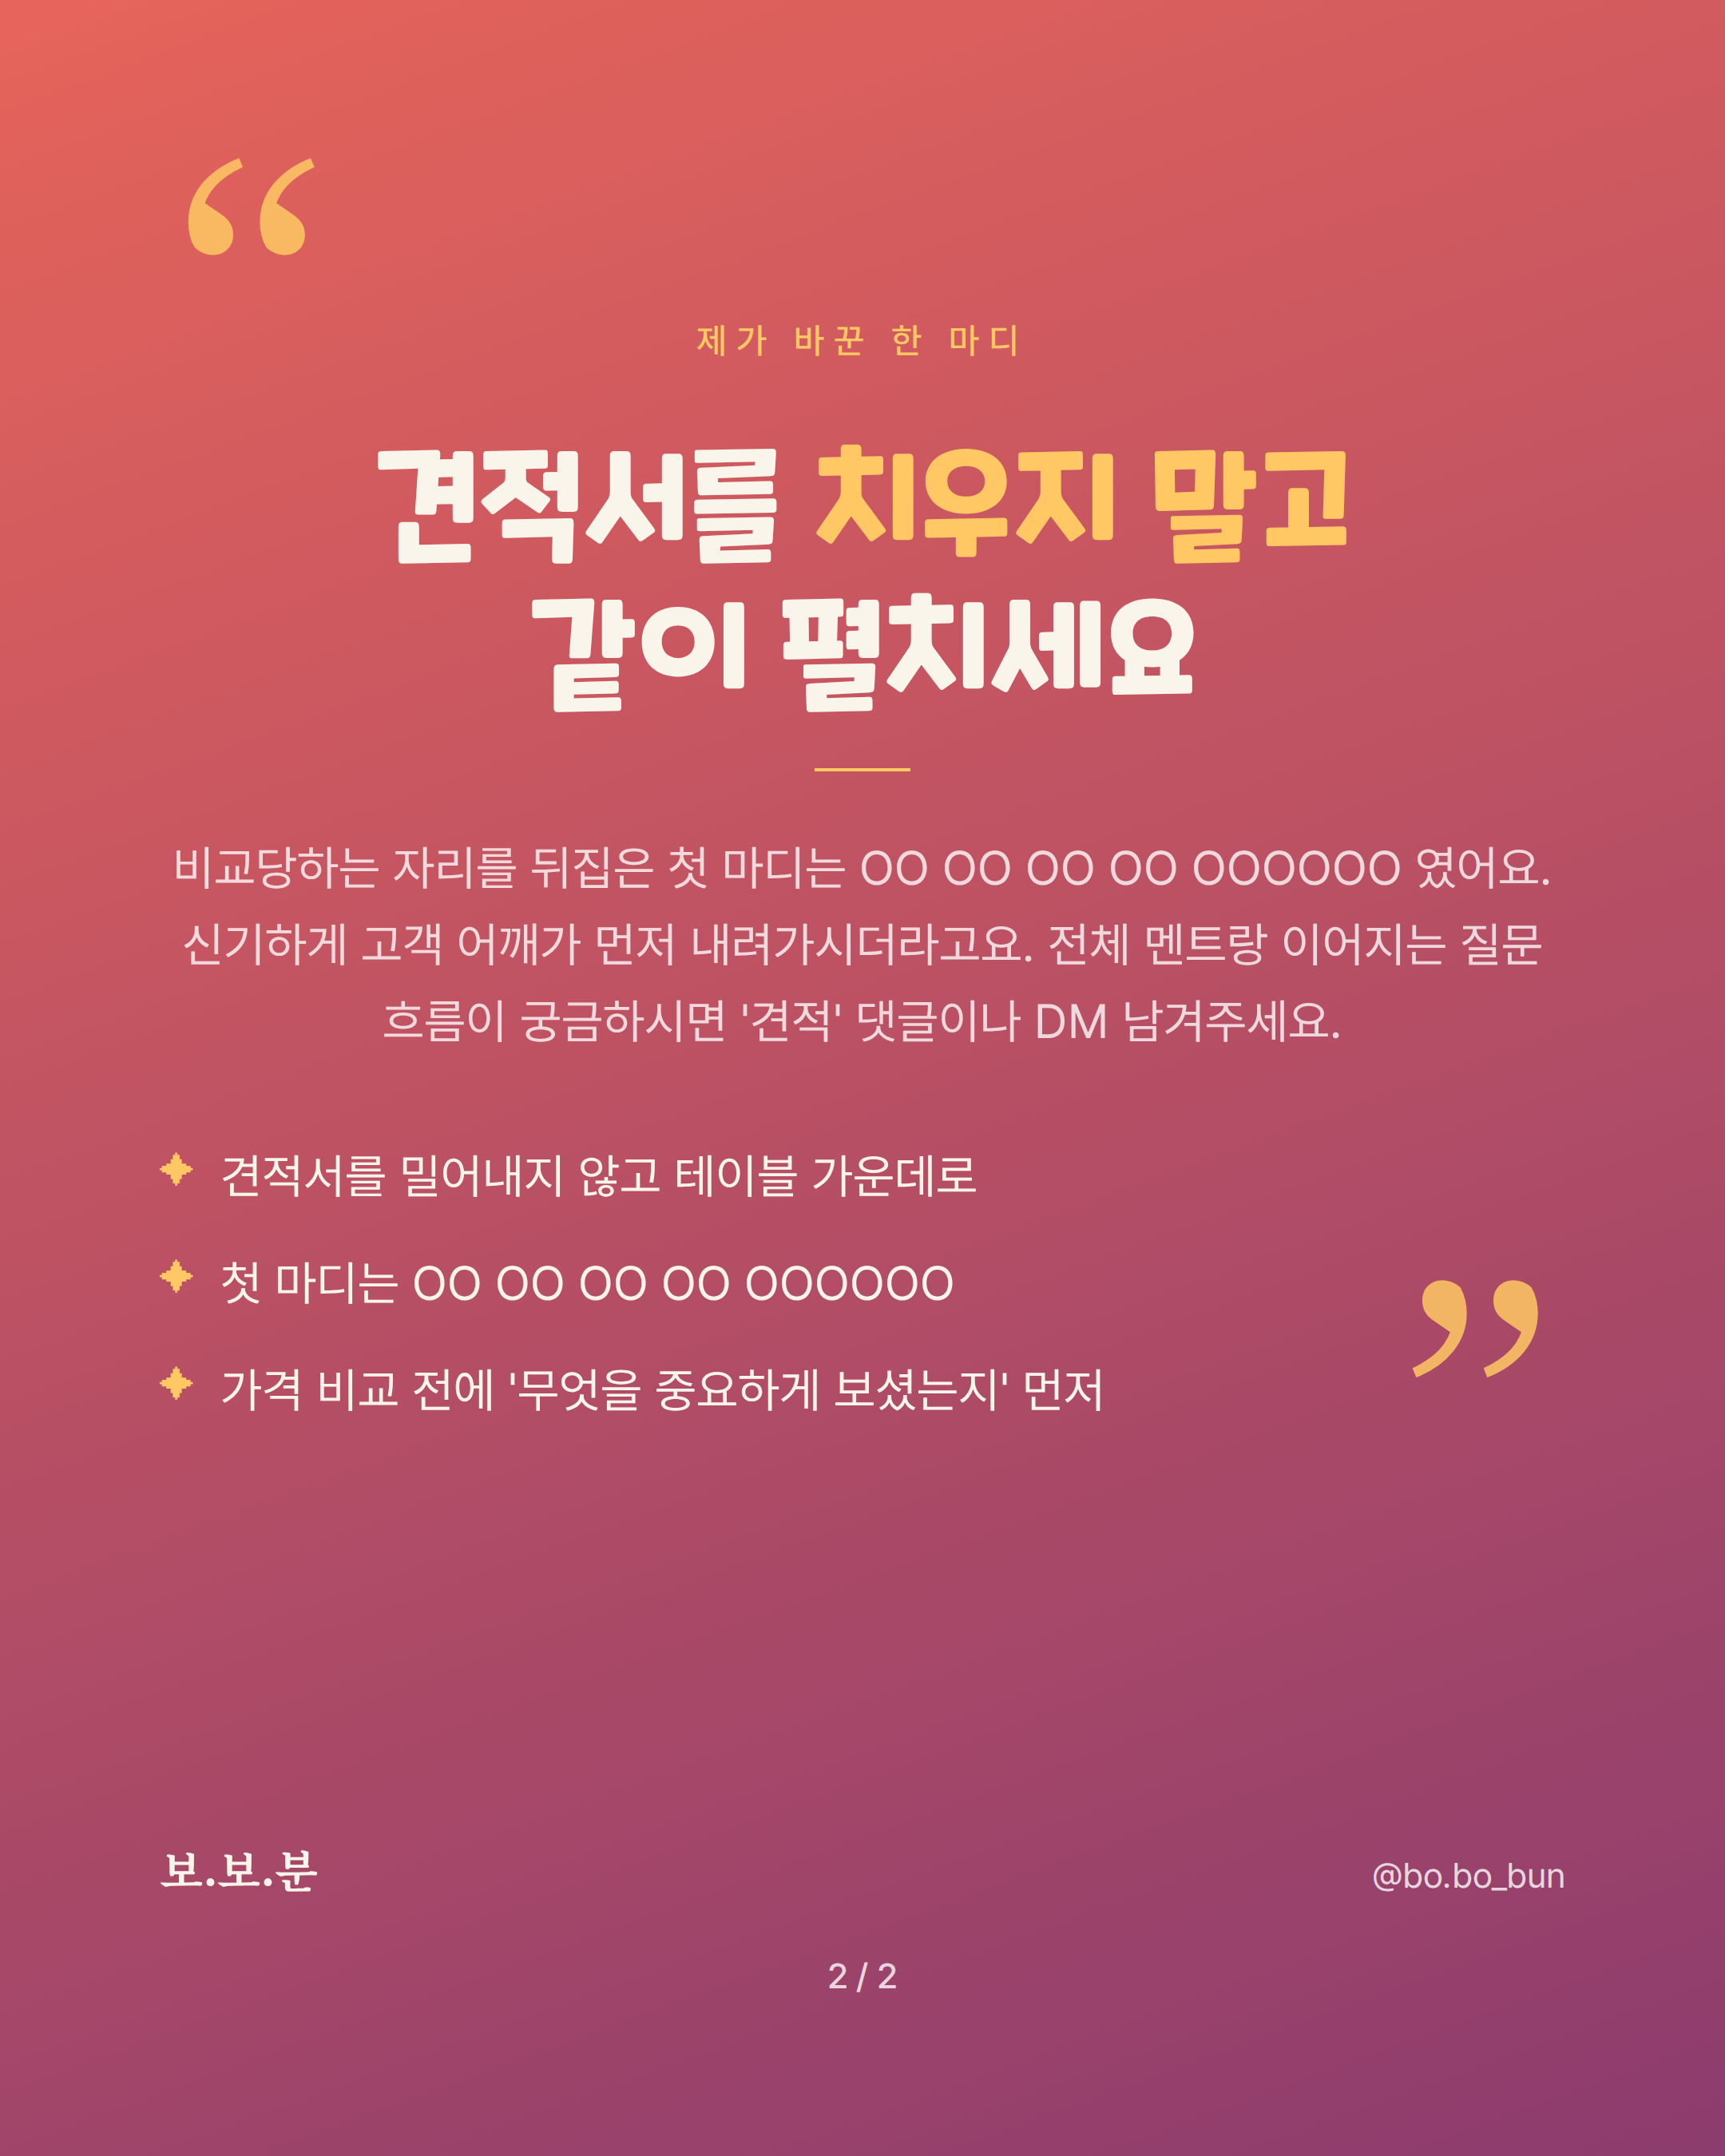 “
제가 바꾼 한 마디
견적서를 치우지 말고
같이 펼치세요
비교당하는 자리를 뒤집은 첫 마디는 OO OO OO OO OOOOOO 였어요.
신기하게 고객 어깨가 먼저 내려가시더라고요. 전체 멘트랑 이어지는 질문
흐름이 궁금하시면 '견적' 댓글이나 DM 남겨주세요.
✦ 견적서를 밀어내지 않고 테이블 가운데로
✦ 첫 마디는 OO OO OO OO OOOOOO
✦ 가격 비교 전에 '무엇을 중요하게 보셨는지' 먼저
”
보.보.분
@bo.bo_bun
2 / 2